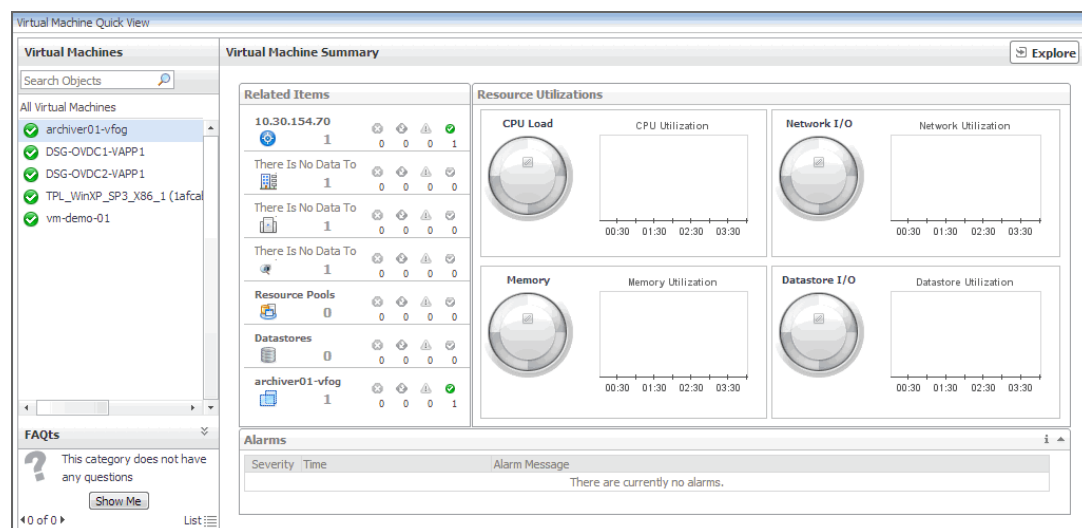 Virtual Machine Quick View
Virtual Machines
Search Objects
All Virtual Machines
archiver01-vfog
DSG-OVDC1-VAPP1
DSG-OVDC2-VAPP1
TPL_WinXP_SP3_X86_1 (1afcal
vm-demo-01
FAQts
This category does not have
any questions
Show Me
0 of 0
List
Virtual Machine Summary
Explore
Related Items
10.30.154.70
1
0 0 0 1
There Is No Data To
1
0 0 0 0
There Is No Data To
1
0 0 0 0
There Is No Data To
1
0 0 0 0
Resource Pools
0
0 0 0 0
Datastores
0
0 0 0 0
archiver01-vfog
1
0 0 0 1
Resource Utilizations
CPU Load
CPU Utilization
00:30 01:30 02:30 03:30
Network I/O
Network Utilization
00:30 01:30 02:30 03:30
Memory
Memory Utilization
00:30 01:30 02:30 03:30
Datastore I/O
Datastore Utilization
00:30 01:30 02:30 03:30
Alarms
Severity Time Alarm Message
There are currently no alarms.